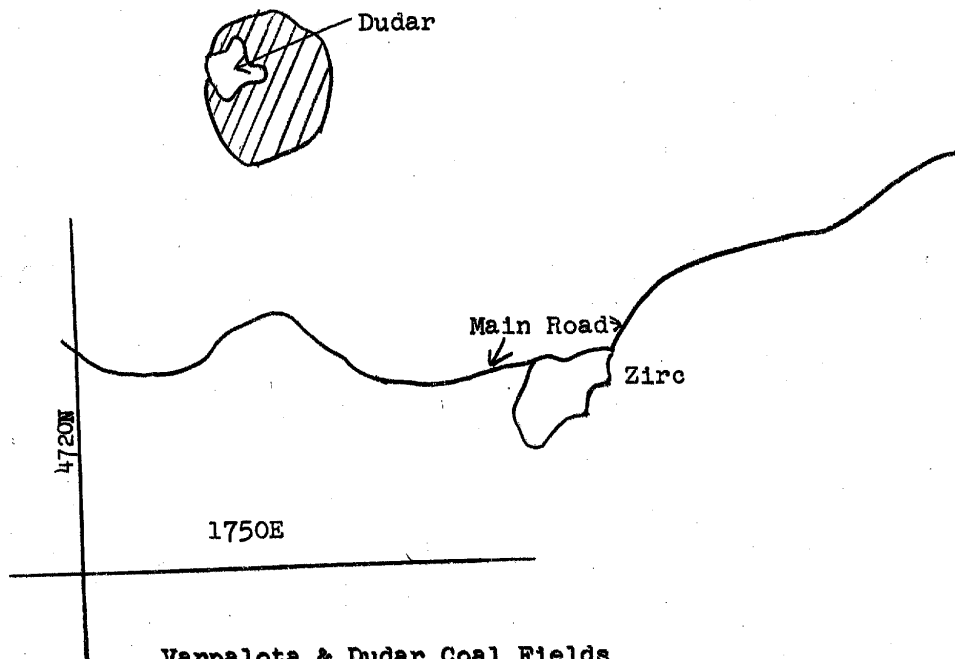 Dudar
Main Road
Zirc
4720N
1750E
Varpalota & Dudar Coal Fields